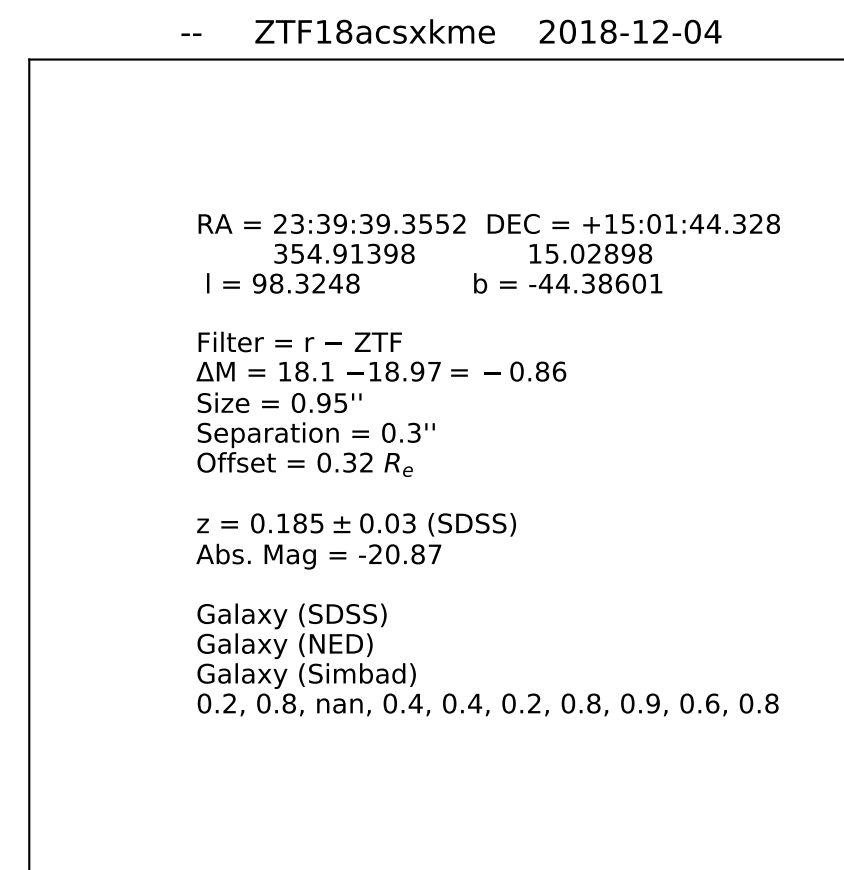 -- ZTF18acsxkme 2018-12-04
RA = 23:39:39.3552 DEC = +15:01:44.328
354.91398 15.02898
l = 98.3248 b = -44.38601
Filter = r − ZTF
ΔM = 18.1 −18.97 = − 0.86
Size = 0.95''
Separation = 0.3''
Offset = 0.32 Re
z = 0.185 ± 0.03 (SDSS)
Abs. Mag = -20.87
Galaxy (SDSS)
Galaxy (NED)
Galaxy (Simbad)
0.2, 0.8, nan, 0.4, 0.4, 0.2, 0.8, 0.9, 0.6, 0.8